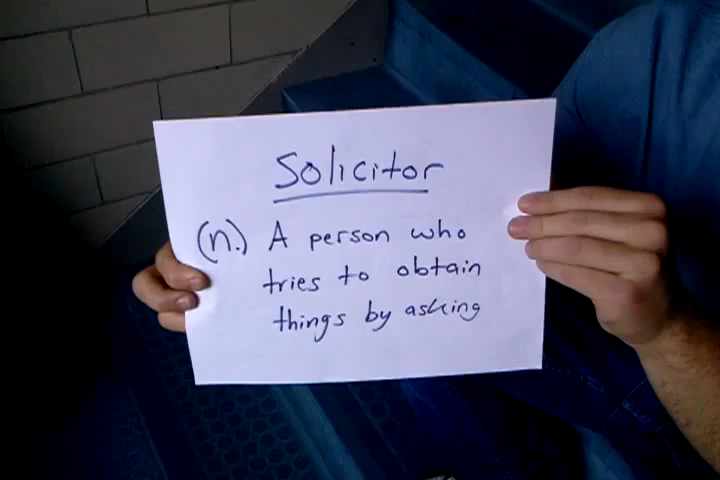 Solicitor
(n.) A person who
tries to obtain
things by asking